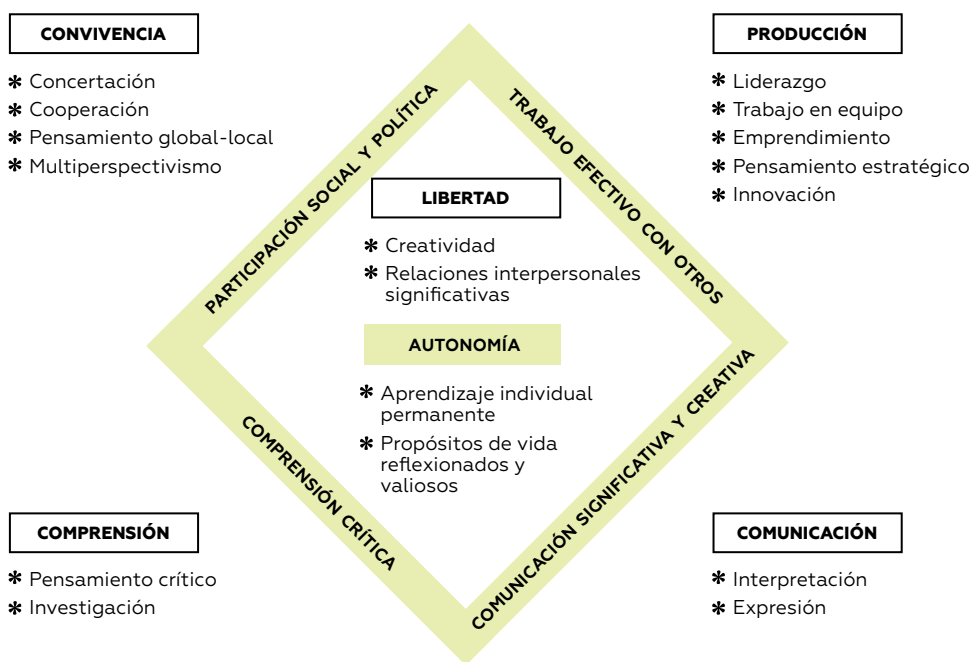 CONVIVENCIA
* Concertación
* Cooperación
* Pensamiento global-local
* Multiperspectivismo
PRODUCCIÓN
* Liderazgo
* Trabajo en equipo
* Emprendimiento
* Pensamiento estratégico
* Innovación
PARTICIPACIÓN SOCIAL Y POLÍTICA
TRABAJO EFECTIVO CON OTROS
LIBERTAD
* Creatividad
* Relaciones interpersonales
significativas
AUTONOMÍA
* Aprendizaje individual
permanente
* Propósitos de vida
reflexionados y
valiosos
COMPRENSIÓN CRÍTICA
COMUNICACIÓN SIGNIFICATIVA Y CREATIVA
COMPRENSIÓN
* Pensamiento crítico
* Investigación
COMUNICACIÓN
* Interpretación
* Expresión